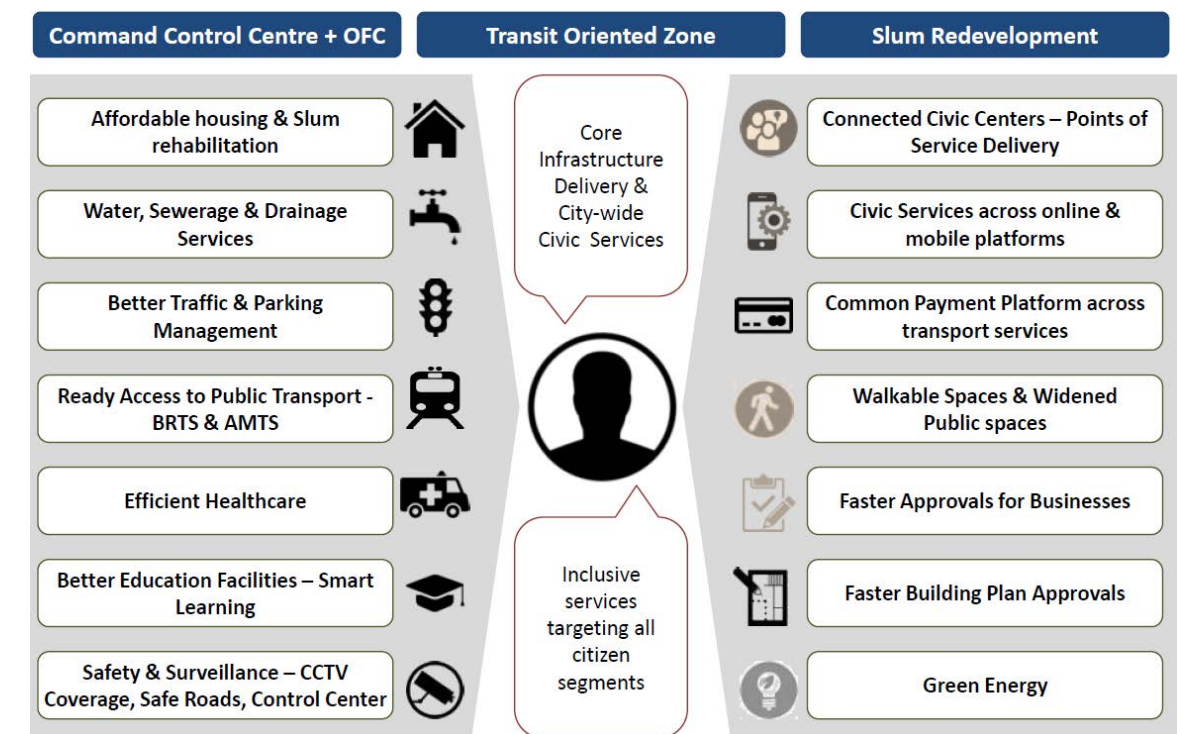 Command Control Centre + OFC
Transit Oriented Zone
Slum Redevelopment
Affordable housing & Slum
rehabilitation
Water, Sewerage & Drainage
Services
Better Traffic & Parking
Management
Ready Access to Public Transport -
BRTS & AMTS
Efficient Healthcare
Better Education Facilities – Smart
Learning
Safety & Surveillance – CCTV
Coverage, Safe Roads, Control Center
Core
Infrastructure
Delivery &
City-wide
Civic Services
Inclusive
services
targeting all
citizen
segments
Connected Civic Centers – Points of
Service Delivery
Civic Services across online &
mobile platforms
Common Payment Platform across
transport services
Walkable Spaces & Widened
Public spaces
Faster Approvals for Businesses
Faster Building Plan Approvals
Green Energy